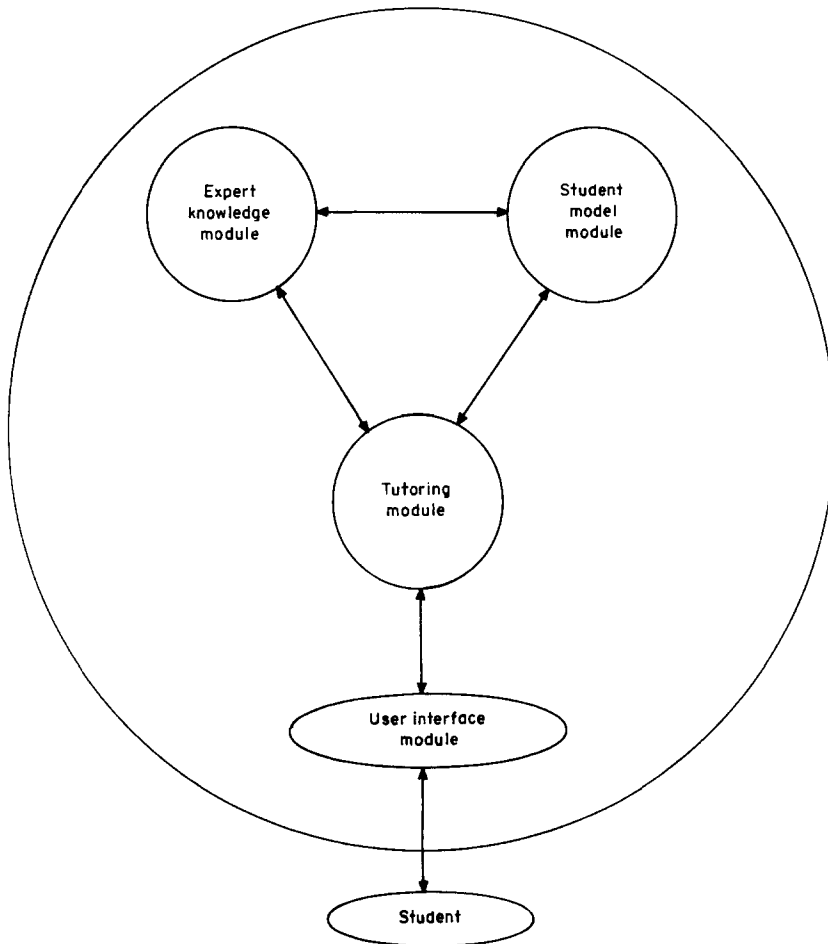 Expert
knowledge
module
Student
model
module
Tutoring
module
User interface
module
Student